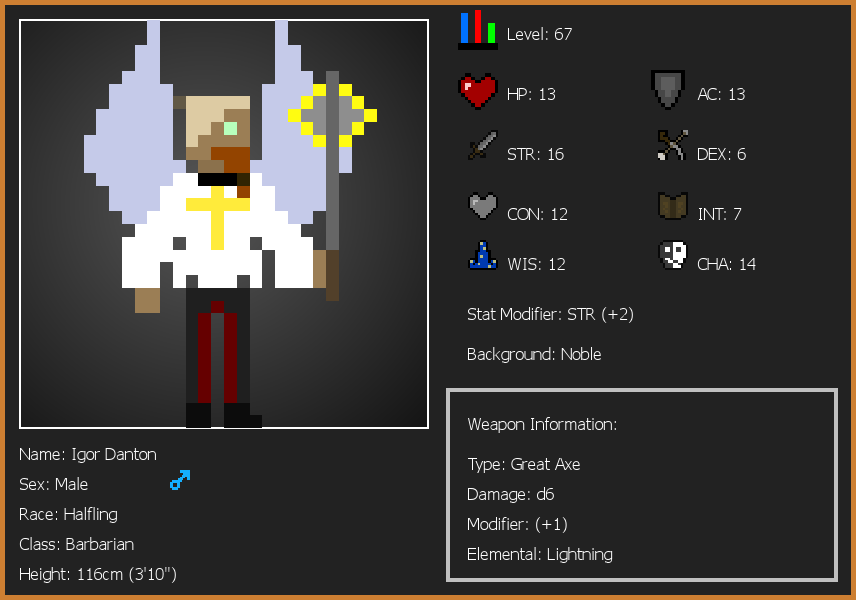 Level: 67
HP: 13
AC: 13
STR: 16
DEX: 6
CON: 12
INT: 7
WIS: 12
CHA: 14
Stat Modifier: STR (+2)
Background: Noble
Weapon Information:
Type: Great Axe
Damage: d6
Modifier: (+1)
Elemental: Lightning
Name: Igor Danton
Sex: Male
Race: Halfling
Class: Barbarian
Height: 116cm (3'10")